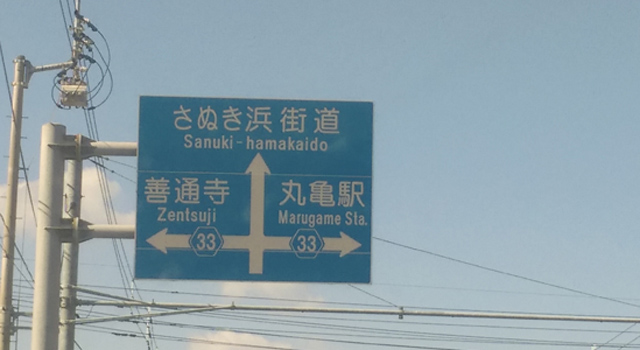 さぬき浜街道
Sanuki-hamakaido
善通寺
Zentsuji
丸亀駅
Marugame Sta.
33
33